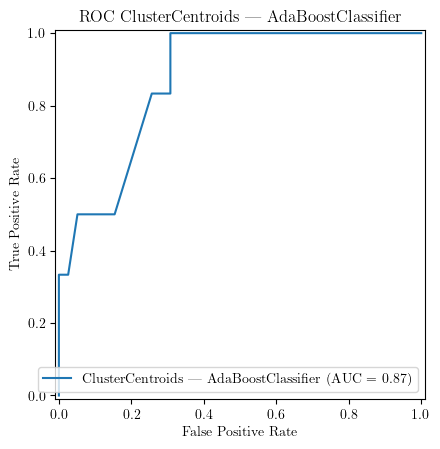 ROC ClusterCentroids — AdaBoostClassifier
True Positive Rate
1.0
0.8
0.6
0.4
0.2
0.0
ClusterCentroids — AdaBoostClassifier (AUC = 0.87)
0.0 0.2 0.4 0.6 0.8 1.0
False Positive Rate